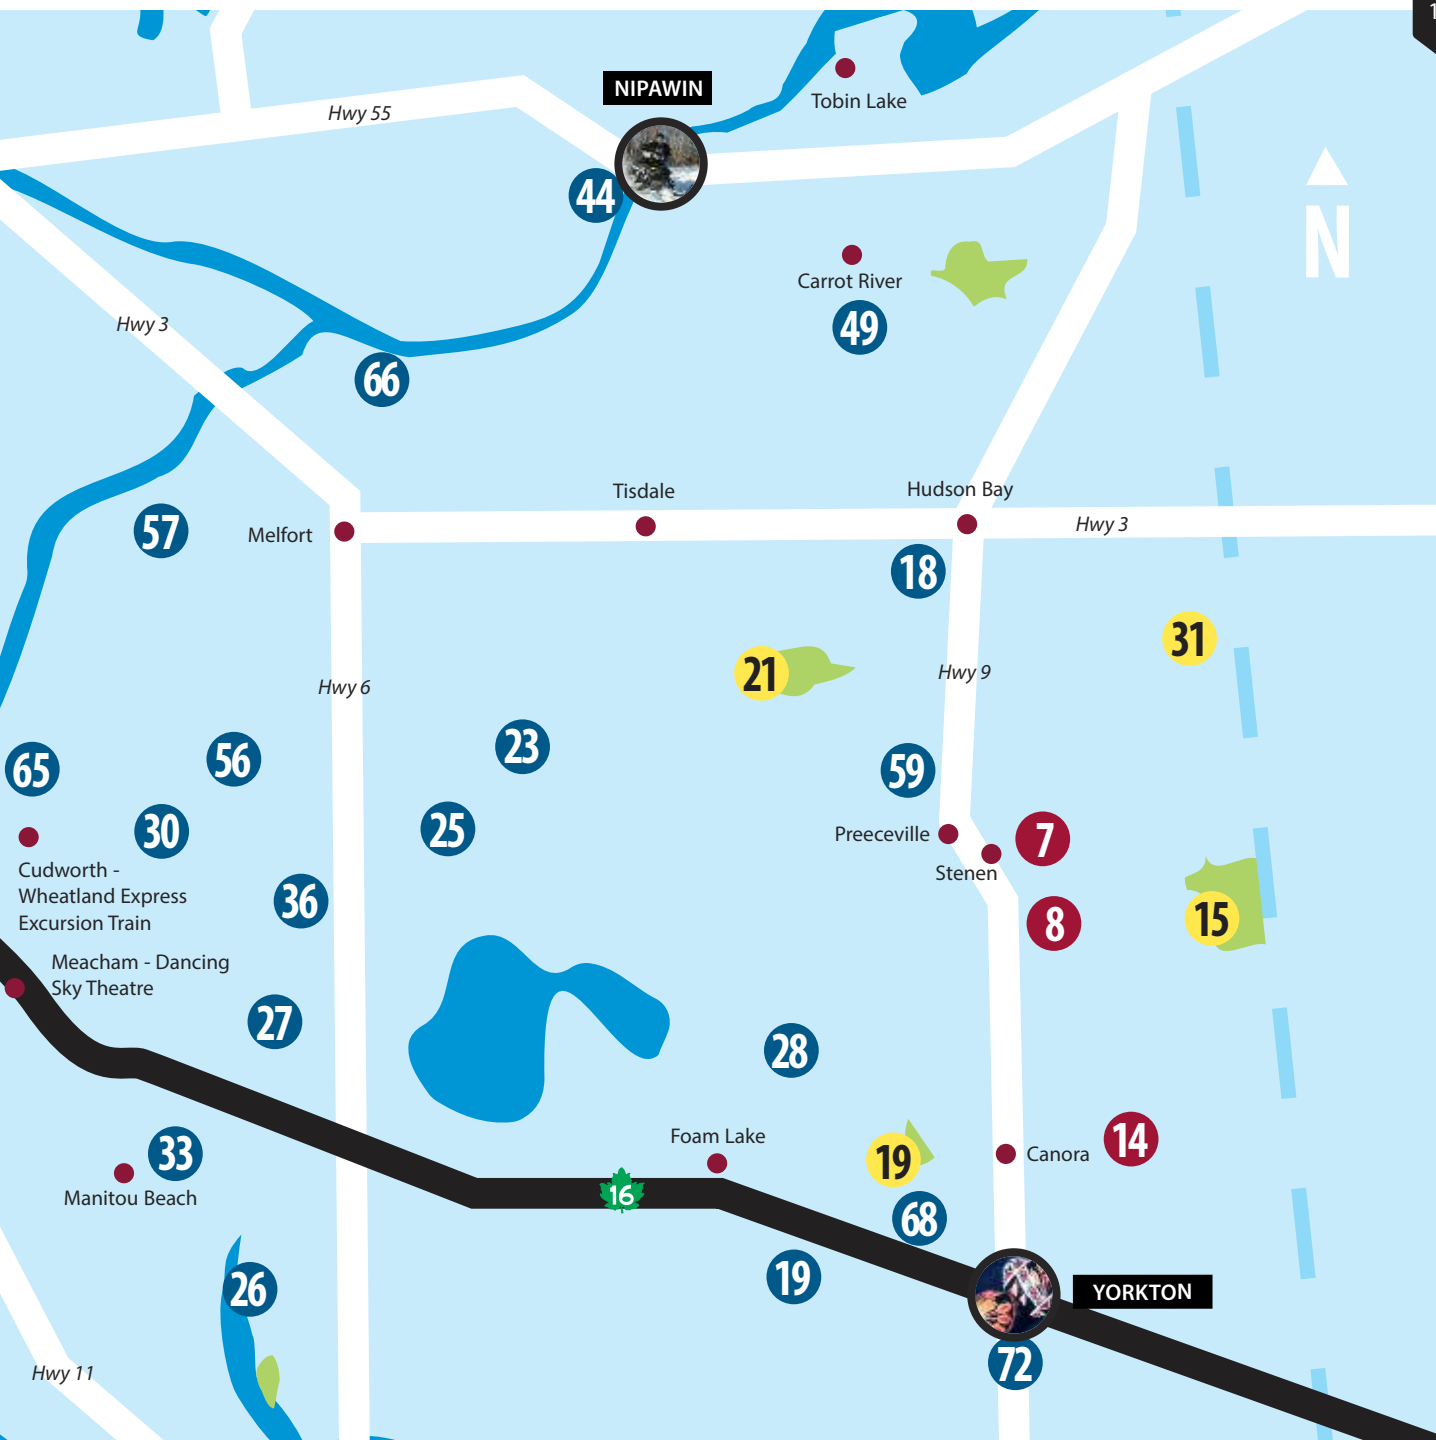 1
NIPAWIN
Tobin Lake
Hwy 55
44
N
Carrot River
49
Hwy 3
66
Tisdale
Hudson Bay
57
Melfort
Hwy 3
18
31
21
Hwy 6
Hwy 9
23
65
56
59
30
25
Preeceville
7
Cudworth -
Wheatland Express
Excursion Train
Stenen
36
8
15
Meacham - Dancing
Sky Theatre
27
28
Foam Lake
33
19
Canora
14
Manitou Beach
16
68
26
19
YORKTON
72
Hwy 11